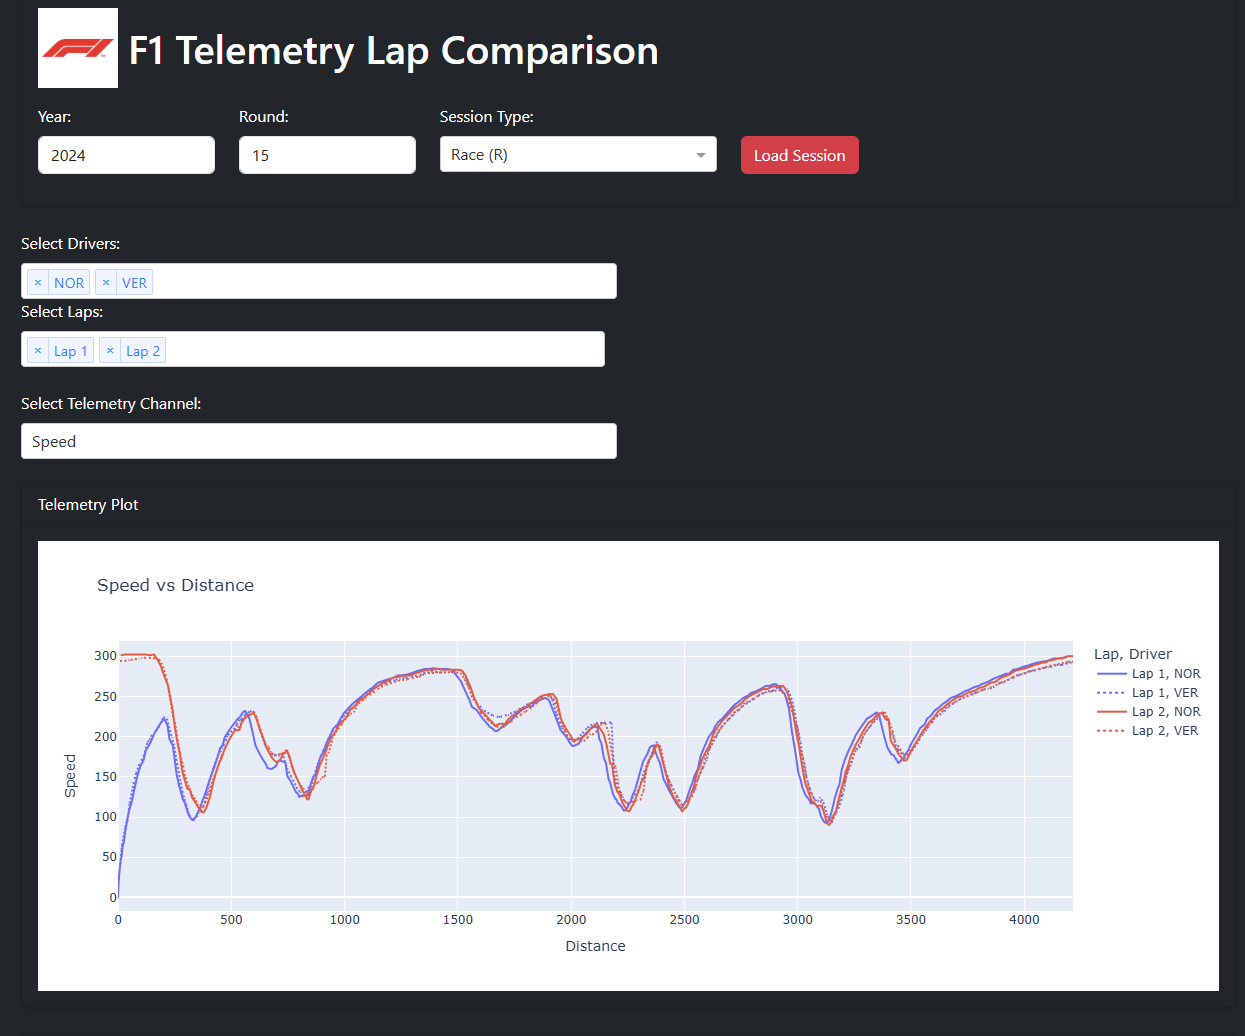 F1 Telemetry Lap Comparison
Year: Round: Session Type:
2024 15 Race (R) Load Session
Select Drivers:
× NOR × VER
Select Laps:
× Lap 1 × Lap 2
Select Telemetry Channel:
Speed
Telemetry Plot
Speed vs Distance
300
250
200
150
100
50
0
Speed
0 500 1000 1500 2000 2500 3000 3500 4000
Distance
Lap, Driver
Lap 1, NOR
Lap 1, VER
Lap 2, NOR
Lap 2, VER